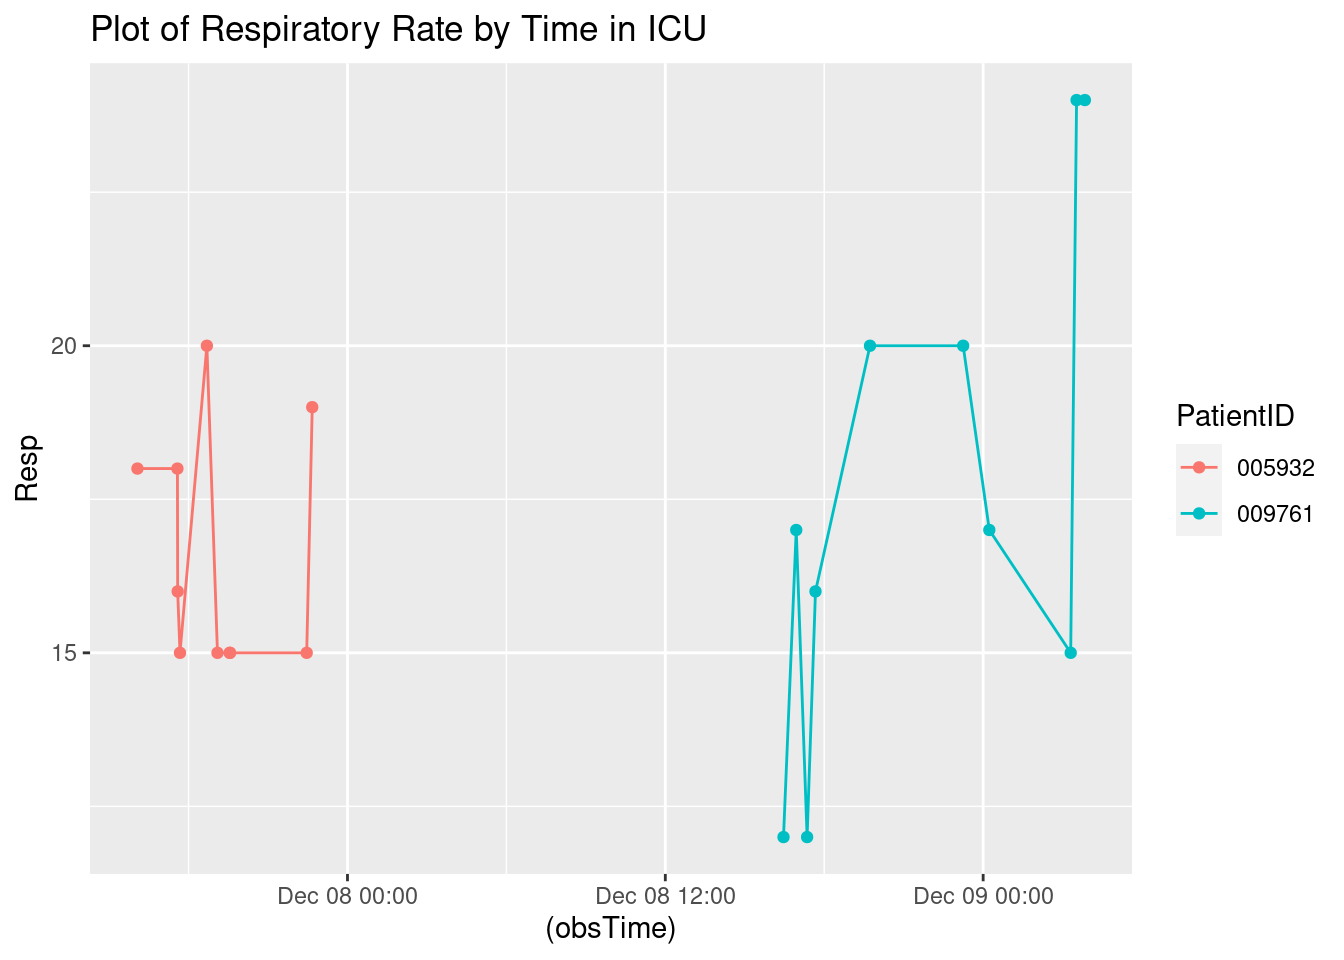 Plot of Respiratory Rate by Time in ICU
Resp
20
15
Dec 08 00:00
Dec 08 12:00
Dec 09 00:00
(obsTime)
PatientID
005932
009761